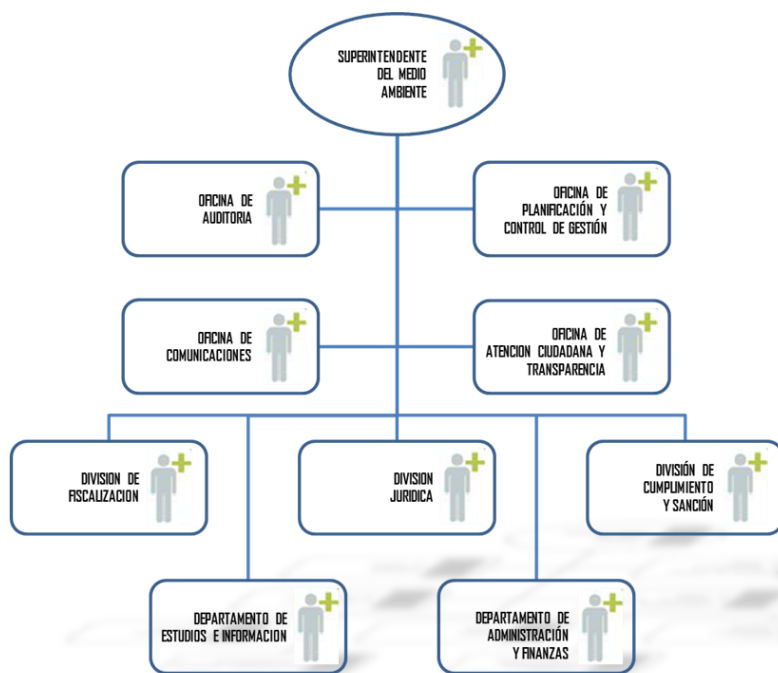 SUPERINTENDENTE
DEL MEDIO
AMBIENTE
OFICINA DE
AUDITORIA
OFICINA DE
PLANIFICACIÓN Y
CONTROL DE GESTIÓN
OFICINA DE
COMUNICACIONES
OFICINA DE
ATENCION CIUDADANA Y
TRANSPARENCIA
DIVISION DE
FISCALIZACION
DIVISION
JURIDICA
DIVISIÓN DE
CUMPLIMIENTO
Y SANCIÓN
DEPARTAMENTO DE
ESTUDIOS E INFORMACION
DEPARTAMENTO DE
ADMINISTRACIÓN
Y FINANZAS